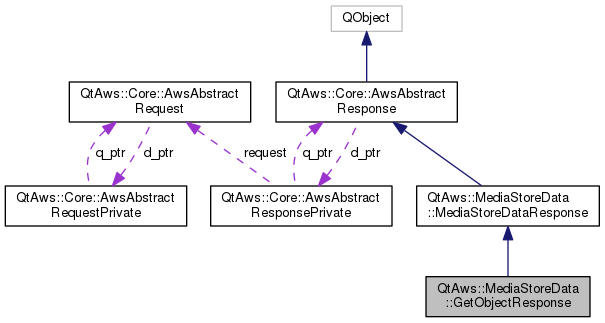 QObject
QtAws::Core::AwsAbstract
Request
QtAws::Core::AwsAbstract
Response
q_ptr
d_ptr
request
q_ptr
d_ptr
QtAws::Core::AwsAbstract
RequestPrivate
QtAws::Core::AwsAbstract
ResponsePrivate
QtAws::MediaStoreData
::MediaStoreDataResponse
QtAws::MediaStoreData
::GetObjectResponse